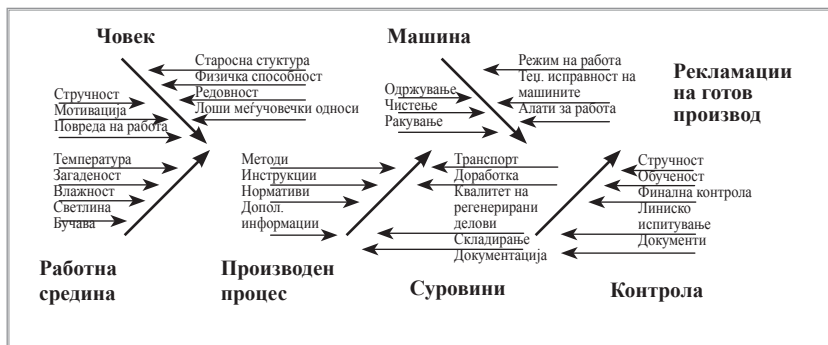 Човек
Старосна стуктура
Физичка способност
Редовност
Лоши меѓучовечки односи
Стручност
Мотивација
Повреда на работа
Машина
Режим на работа
Теџ. исправност на
машините
Алати за работа
Одржување
Чистење
Ракување
Рекламации
на готов
производ
Температура
Загаденост
Влажност
Светлина
Бучава
Работна
средина
Методи
Инструкции
Нормативи
Допол.
информации
Производен
процес
Транспорт
Доработка
Квалитет на
регенерирани
делови
Складирање
Документација
Суровини
Стручност
Обученост
Финална контрола
Линиско
испитување
Документи
Контрола